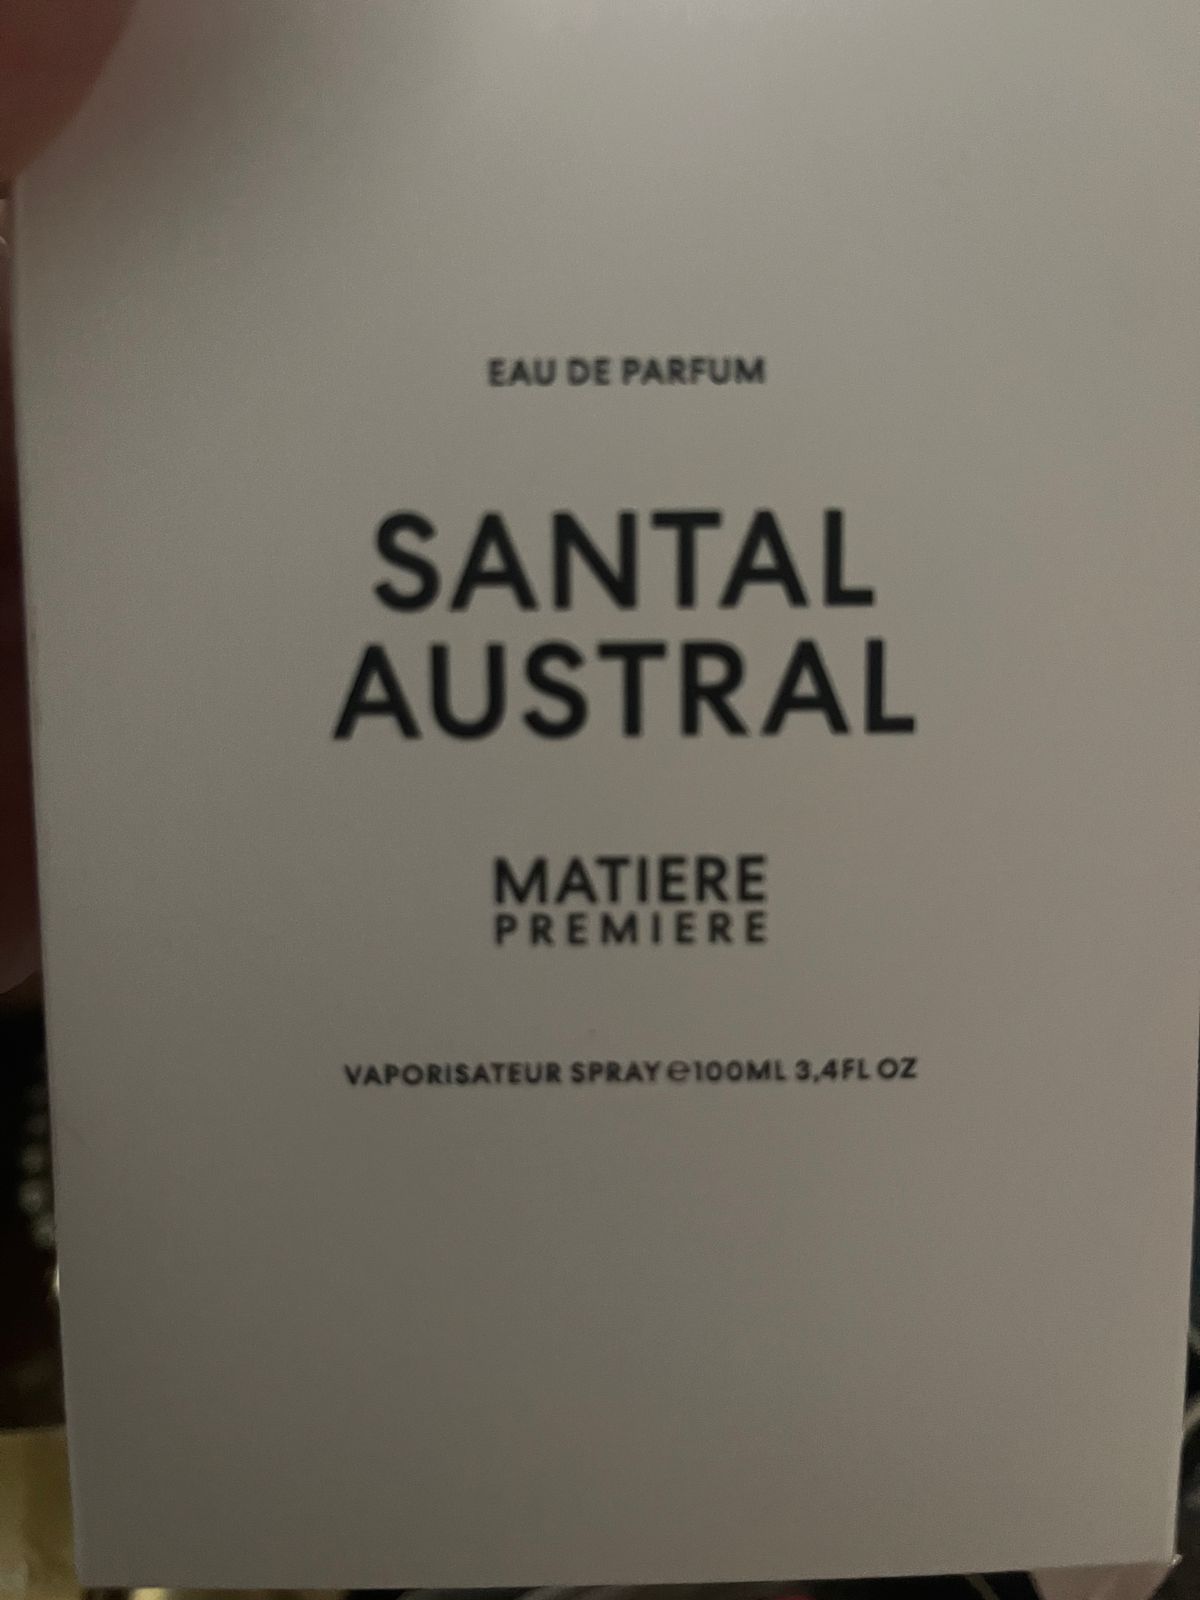 EAU DE PARFUM
SANTAL
AUSTRAL
MATIERE
PREMIERE
VAPORISATEUR SPRAY ℮100ML 3,4FL OZ